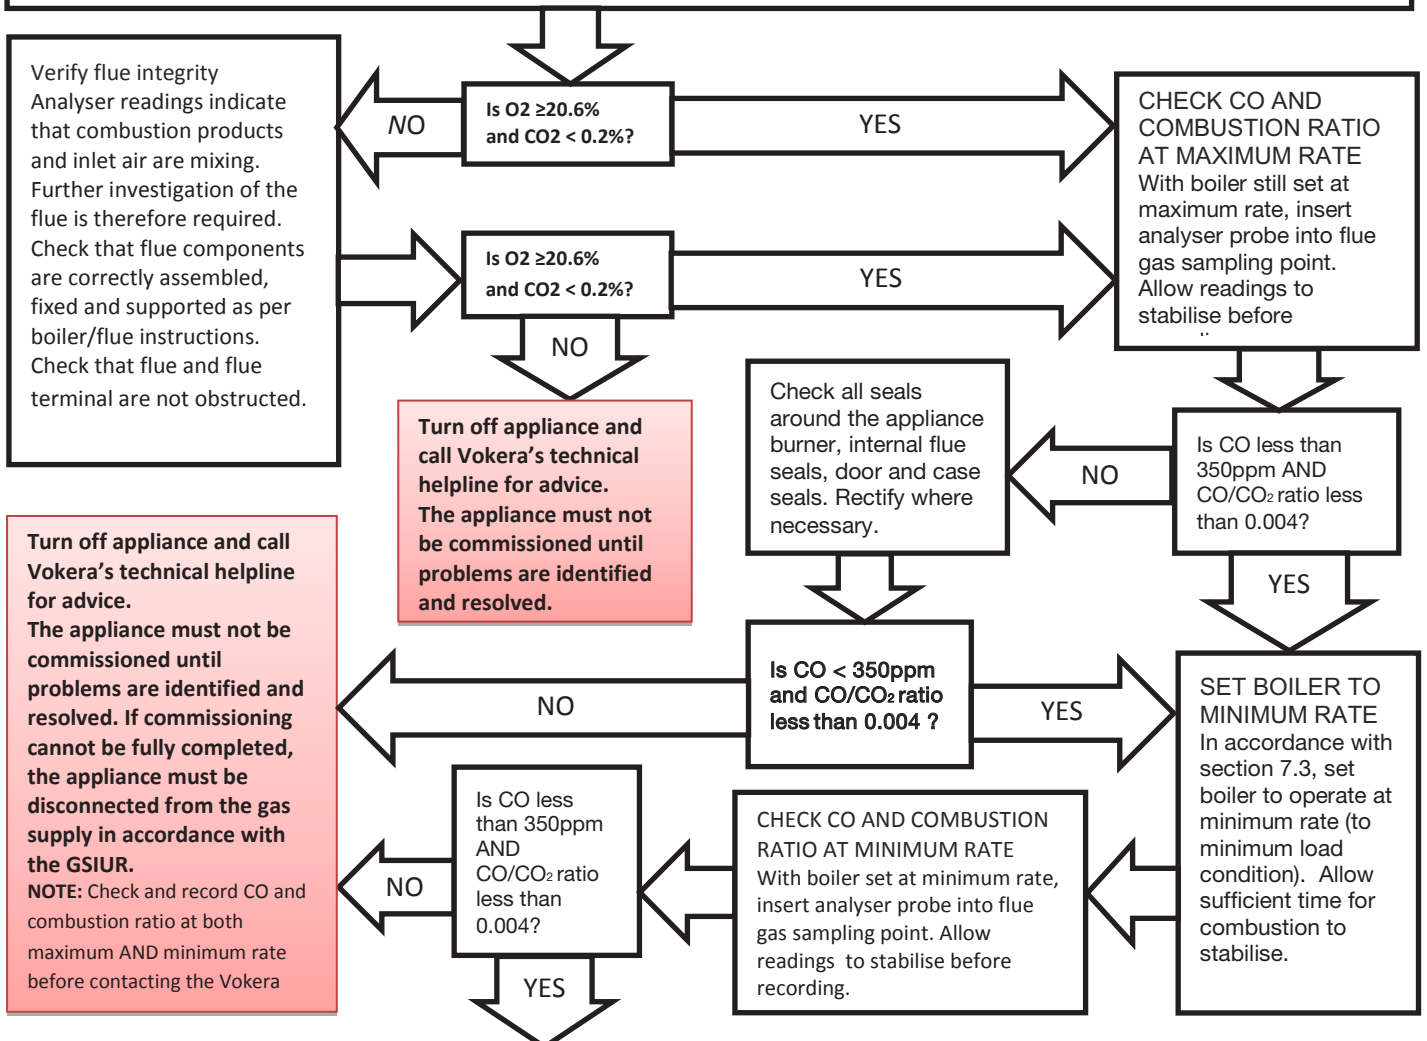 Verify flue integrity
Analyser readings indicate
that combustion products
and inlet air are mixing.
Further investigation of the
flue is therefore required.
Check that flue components
are correctly assembled,
fixed and supported as per
boiler/flue instructions.
Check that flue and flue
terminal are not obstructed.
NO
Is O2 ≥20.6%
and CO2 < 0.2%?
YES
CHECK CO AND
COMBUSTION RATIO
AT MAXIMUM RATE
With boiler still set at
maximum rate, insert
analyser probe into flue
gas sampling point.
Allow readings to
stabilise before
Is O2 ≥20.6%
and CO2 < 0.2%?
YES
NO
Turn off appliance and
call Vokera's technical
helpline for advice.
The appliance must not
be commissioned until
problems are identified
and resolved.
Check all seals
around the appliance
burner, internal flue
seals, door and case
seals. Rectify where
necessary.
NO
Is CO less than
350ppm AND
CO/CO₂ ratio less
than 0.004?
YES
Turn off appliance and call
Vokera's technical helpline
for advice.
The appliance must not be
commissioned until
problems are identified and
resolved. If commissioning
cannot be fully completed,
the appliance must be
disconnected from the gas
supply in accordance with
the GSIUR.
NOTE: Check and record CO and
combustion ratio at both
maximum AND minimum rate
before contacting the Vokera
NO
Is CO < 350ppm
and CO/CO₂ ratio
less than 0.004 ?
YES
SET BOILER TO
MINIMUM RATE
In accordance with
section 7.3, set
boiler to operate at
minimum rate (to
minimum load
condition). Allow
sufficient time for
combustion to
stabilise.
NO
Is CO less
than 350ppm
AND
CO/CO₂ ratio
less than
0.004?
CHECK CO AND COMBUSTION
RATIO AT MINIMUM RATE
With boiler set at minimum rate,
insert analyser probe into flue
gas sampling point. Allow
readings to stabilise before
recording.
YES